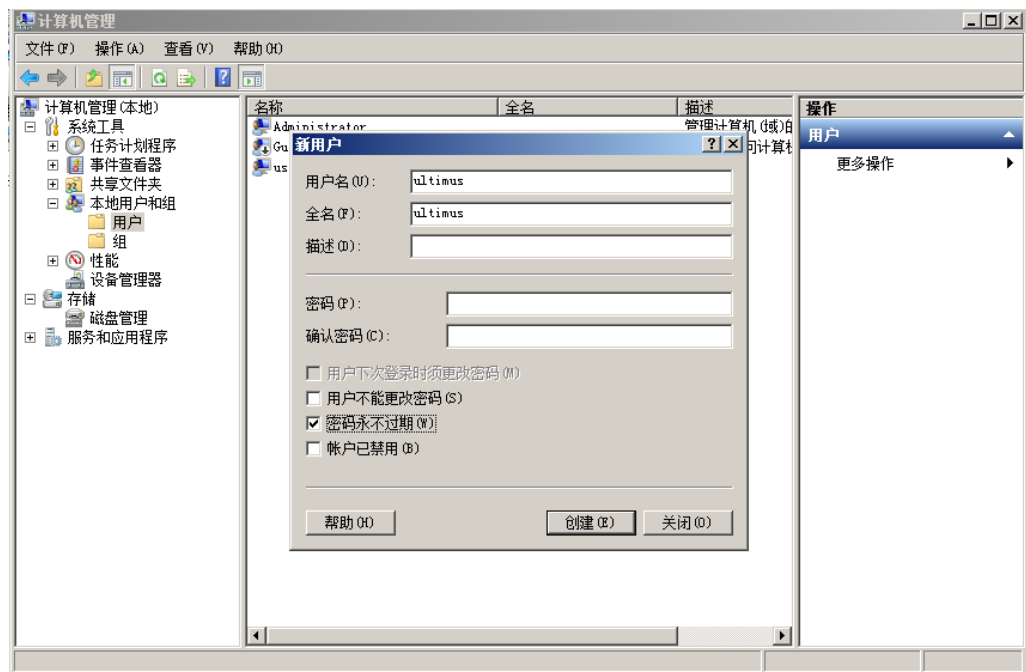 计算机管理
文件(F) 操作(A) 查看(V) 帮助(H)
计算机管理(本地)
系统工具
任务计划程序
事件查看器
共享文件夹
本地用户和组
用户
组
性能
设备管理器
存储
磁盘管理
服务和应用程序
名称 全名 描述
Administrator 管理计算机(域)的
Gu 问计算机
us
新用户
用户名(U): ultimus
全名(F): ultimus
描述(D):
密码(P):
确认密码(C):
用户下次登录时须更改密码(M)
用户不能更改密码(S)
密码永不过期(W)
帐户已禁用(B)
帮助(H) 创建(E) 关闭(O)
操作
用户
更多操作